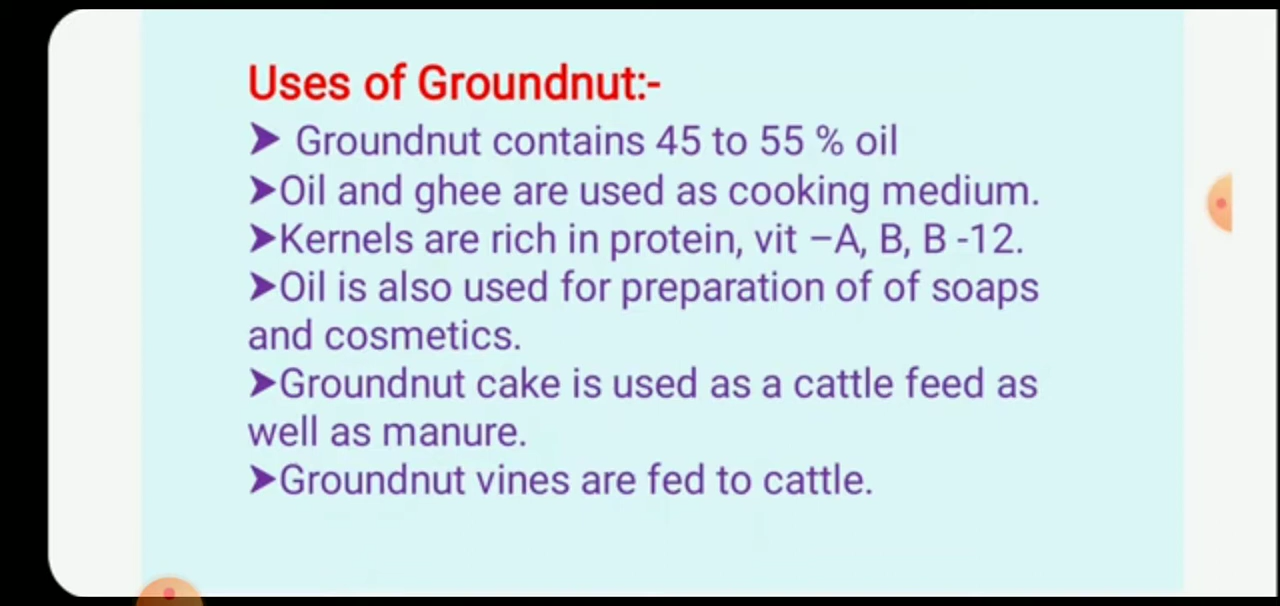 Uses of Groundnut:-
➤ Groundnut contains 45 to 55 % oil
➤Oil and ghee are used as cooking medium.
➤Kernels are rich in protein, vit –A, B, B -12.
➤Oil is also used for preparation of of soaps
and cosmetics.
➤Groundnut cake is used as a cattle feed as
well as manure.
➤Groundnut vines are fed to cattle.